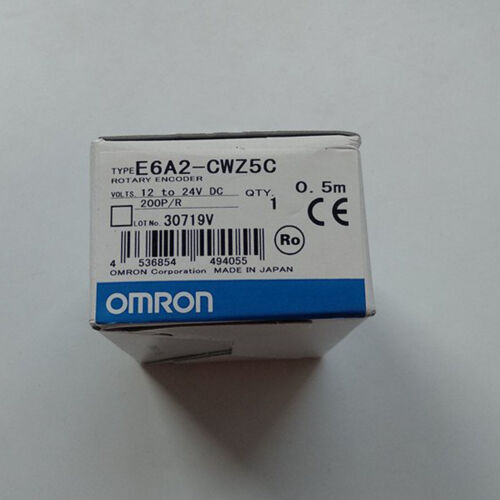 TYPE E6A2-CWZ5C
ROTARY ENCODER
VOLTS. 12 to 24V DC QTY. 0.5m
200P/R 1 CE
LOT No. 30719V
Ro
4 536854 494055
OMRON Corporation MADE IN JAPAN
OMRON